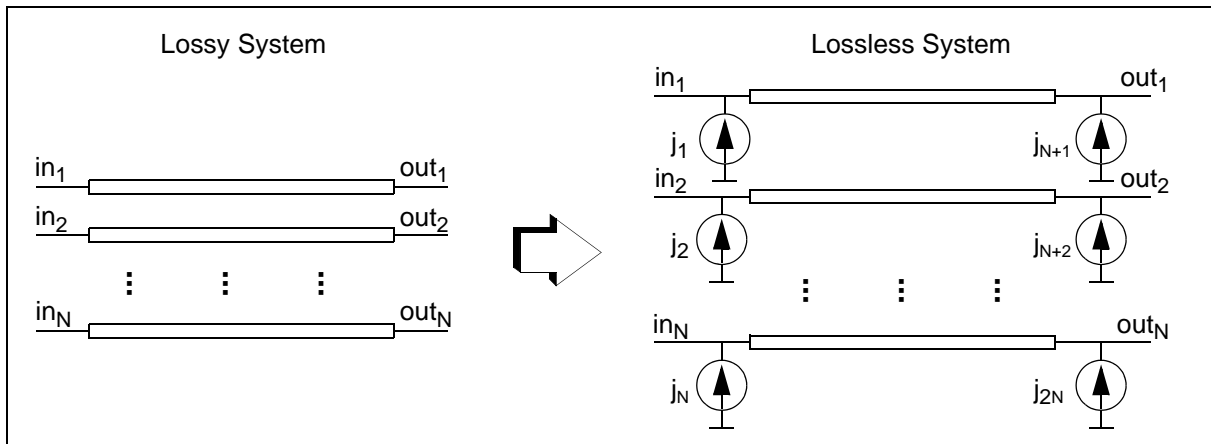 Lossy System
in1 out1
in2 out2
⋮ ⋮ ⋮
inN outN
Lossless System
in1 out1
j1 jN+1
in2 out2
j2 jN+2
⋮ ⋮ ⋮
inN outN
jN j2N